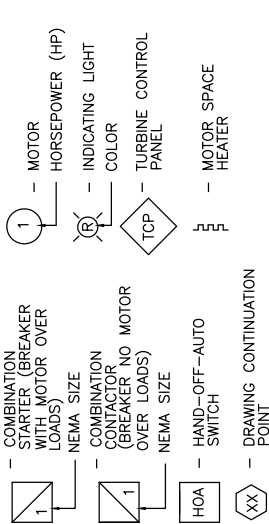 1
- COMBINATION
STARTER (BREAKER
WITH MOTOR OVER
LOADS)
NEMA SIZE
1
- COMBINATION
CONTACTOR
(BREAKER NO MOTOR
OVER LOADS)
NEMA SIZE
HOA
- HAND-OFF-AUTO
SWITCH
XX
- DRAWING CONTINUATION
POINT
1
- MOTOR
HORSEPOWER (HP)
R
- INDICATING LIGHT
COLOR
TCP
- TURBINE CONTROL
PANEL
- MOTOR SPACE
HEATER